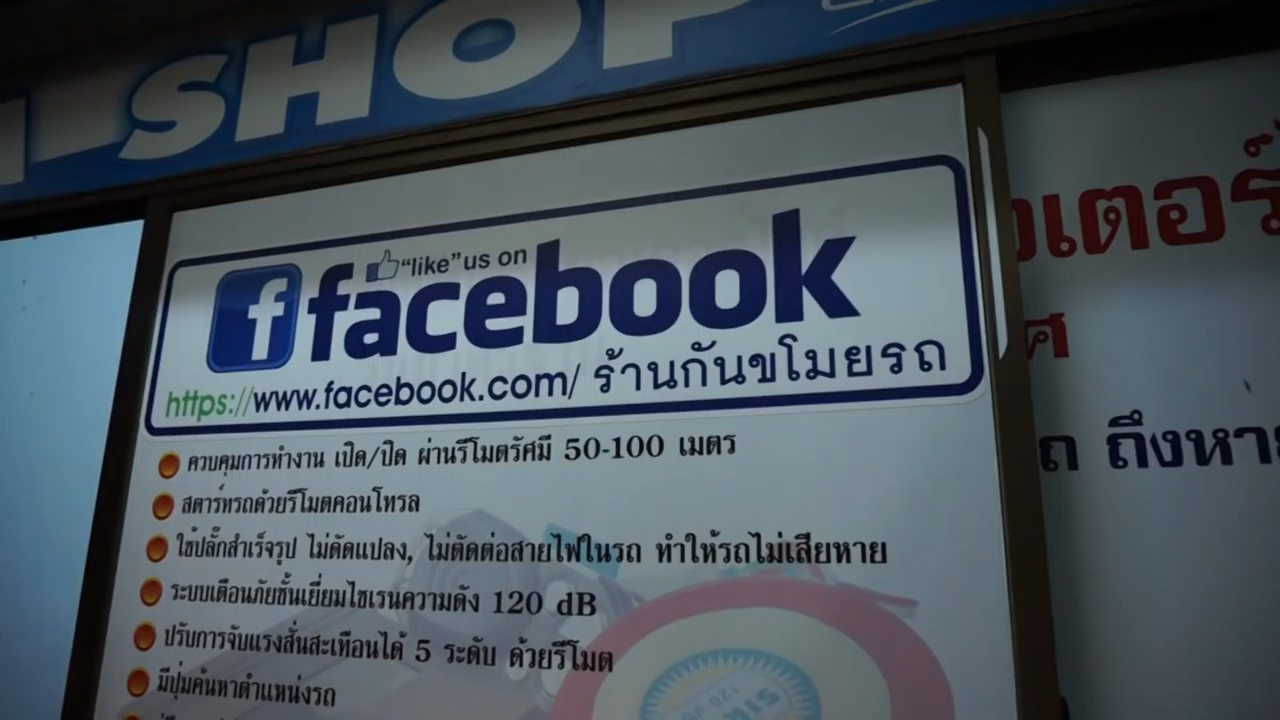 SHOP
"like" us on
facebook
https://www.facebook.com/ ร้านกันขโมยรถ
ควบคุมการทำงาน เปิด/ปิด ผ่านรีโมตรัศมี 50-100 เมตร
สตาร์ทรถด้วยรีโมตคอนโทรล
ใช้ปลั๊กสำเร็จรูป ไม่ดัดแปลง, ไม่ตัดต่อสายไฟในรถ ทำให้รถไม่เสียหาย
ระบบเตือนภัยชั้นเยี่ยมไซเรนความดัง 120 dB
ปรับการจับแรงสั่นสะเทือนได้ 5 ระดับ ด้วยรีโมต
มีปุ่มค้นหาตำแหน่งรถ
ถึงหาย